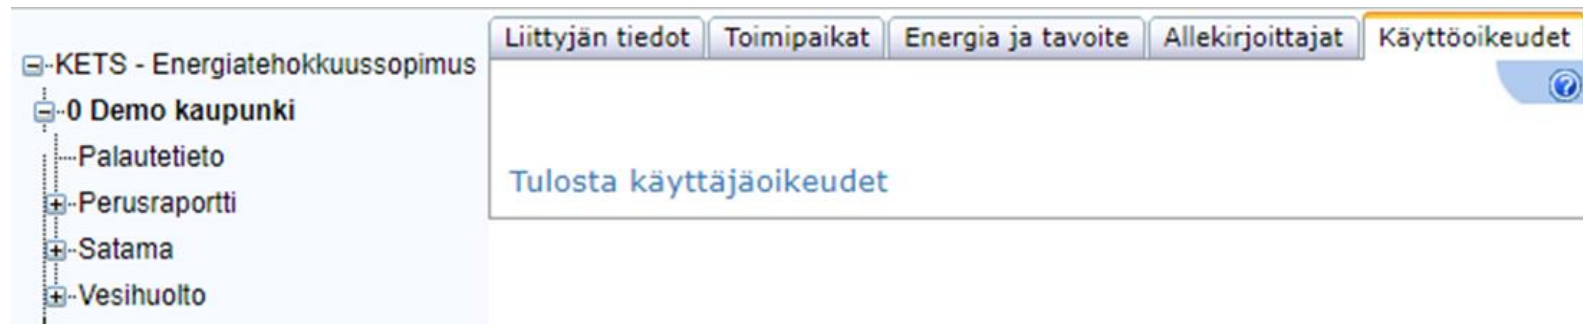 Liittyjän tiedot Toimipaikat Energia ja tavoite Allekirjoittajat Käyttöoikeudet
KETS - Energiatehokkuussopimus
0 Demo kaupunki
Palautetieto
Perusraportti
Satama
Vesihuolto
Tulosta käyttäjäoikeudet